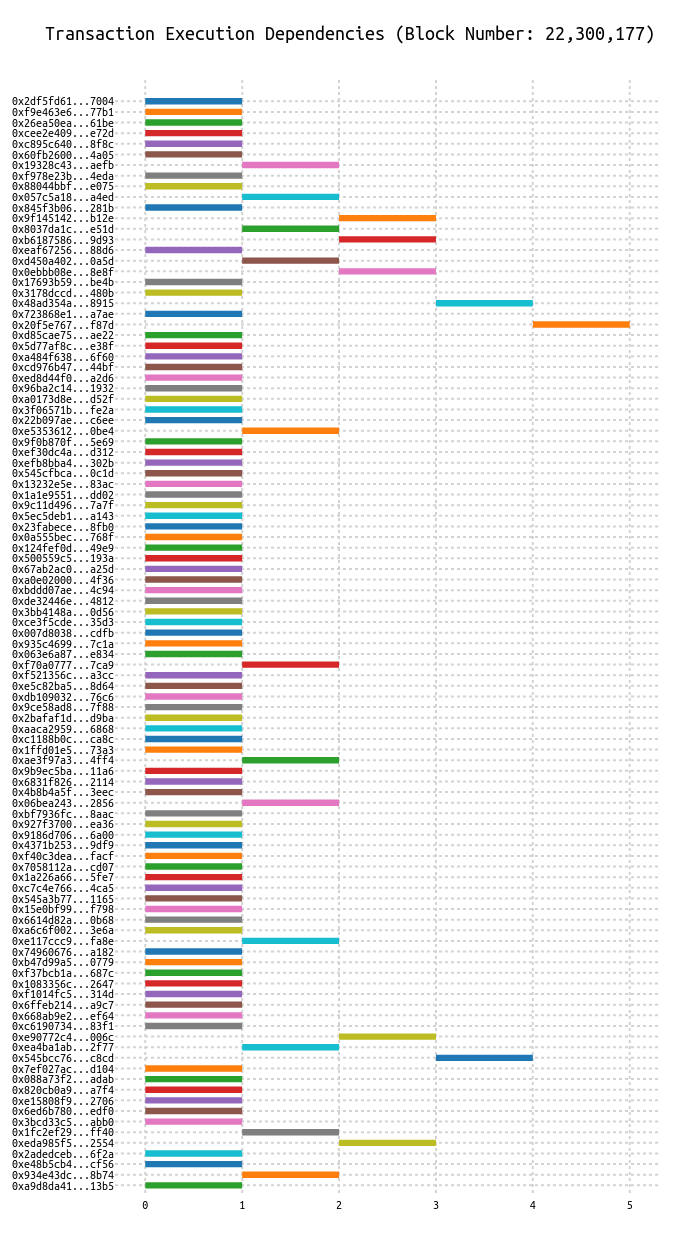 Transaction Execution Dependencies (Block Number: 22,300,177)
0x2df5fd61...7004
0xf9e463e6...77b1
0x26ea50ea...61be
0xcee2e409...e72d
0xc895c640...8f8c
0x60fb2600...4a05
0x19328c43...aefb
0xf978e23b...4eda
0x88044bbf...e075
0x057c5a18...a4ed
0x845f3b06...281b
0x9f145142...b12e
0x8037da1c...e51d
0xb6187586...9d93
0xeaf67256...88d6
0xd450a402...0a5d
0x0ebbb08e...8e8f
0x17693b59...be4b
0x3178dccd...480b
0x48ad354a...8915
0x723868e1...a7ae
0x20f5e767...f87d
0xd85cae75...ae22
0x5d77af8c...e38f
0xa484f638...6f60
0xcd976b47...44bf
0xed8d44f0...a2d6
0x96ba2c14...1932
0xa0173d8e...d52f
0x3f06571b...fe2a
0x22b097ae...c6ee
0xe5353612...0be4
0x9f0b870f...5e69
0xef30dc4a...d312
0xefb8bba4...302b
0x545cfbca...0c1d
0x13232e5e...83ac
0x1a1e9551...dd02
0x9c11d496...7a7f
0x5ec5deb1...a143
0x23fabece...8fb0
0x0a555bec...768f
0x124fef0d...49e9
0x500559c5...193a
0x67ab2ac0...a25d
0xa0e02000...4f36
0xbddd07ae...4c94
0xde32446e...4812
0x3bb4148a...0d56
0xce3f5cde...35d3
0x007d8038...cdfb
0x935c4699...7c1a
0x063e6a87...e834
0xf70a0777...7ca9
0xf521356c...a3cc
0xe5c82ba5...8d64
0xdb109032...76c6
0x9ce58ad8...7f88
0x2bafaf1d...d9ba
0xaaca2959...6868
0xc1188b0c...ca8c
0x1ffd01e5...73a3
0xae3f97a3...4ff4
0x9b9ec5ba...11a6
0x6831f826...2114
0x4b8b4a5f...3eec
0x06bea243...2856
0xbf7936fc...8aac
0x927f3700...ea36
0x9186d706...6a00
0x4371b253...9df9
0xf40c3dea...facf
0x7058112a...cd07
0x1a226a66...5fe7
0xc7c4e766...4ca5
0x545a3b77...1165
0x15e0bf99...f798
0x6614d82a...0b68
0xa6c6f002...3e6a
0xe117ccc9...fa8e
0x74960676...a182
0xb47d99a5...0779
0xf37bcb1a...687c
0x1083356c...2647
0xf1014fc5...314d
0x6ffeb214...a9c7
0x668ab9e2...ef64
0xc6190734...83f1
0xe90772c4...006c
0xea4ba1ab...2f77
0x545bcc76...c8cd
0x7ef027ac...d104
0x088a73f2...adab
0x820cb0a9...a7f4
0xe15808f9...2706
0x6ed6b780...edf0
0x3bcd33c5...abb0
0x1fc2ef29...ff40
0xeda985f5...2554
0x2adedceb...6f2a
0xe48b5cb4...cf56
0x934e43dc...8b74
0xa9d8da41...13b5
0 1 2 3 4 5